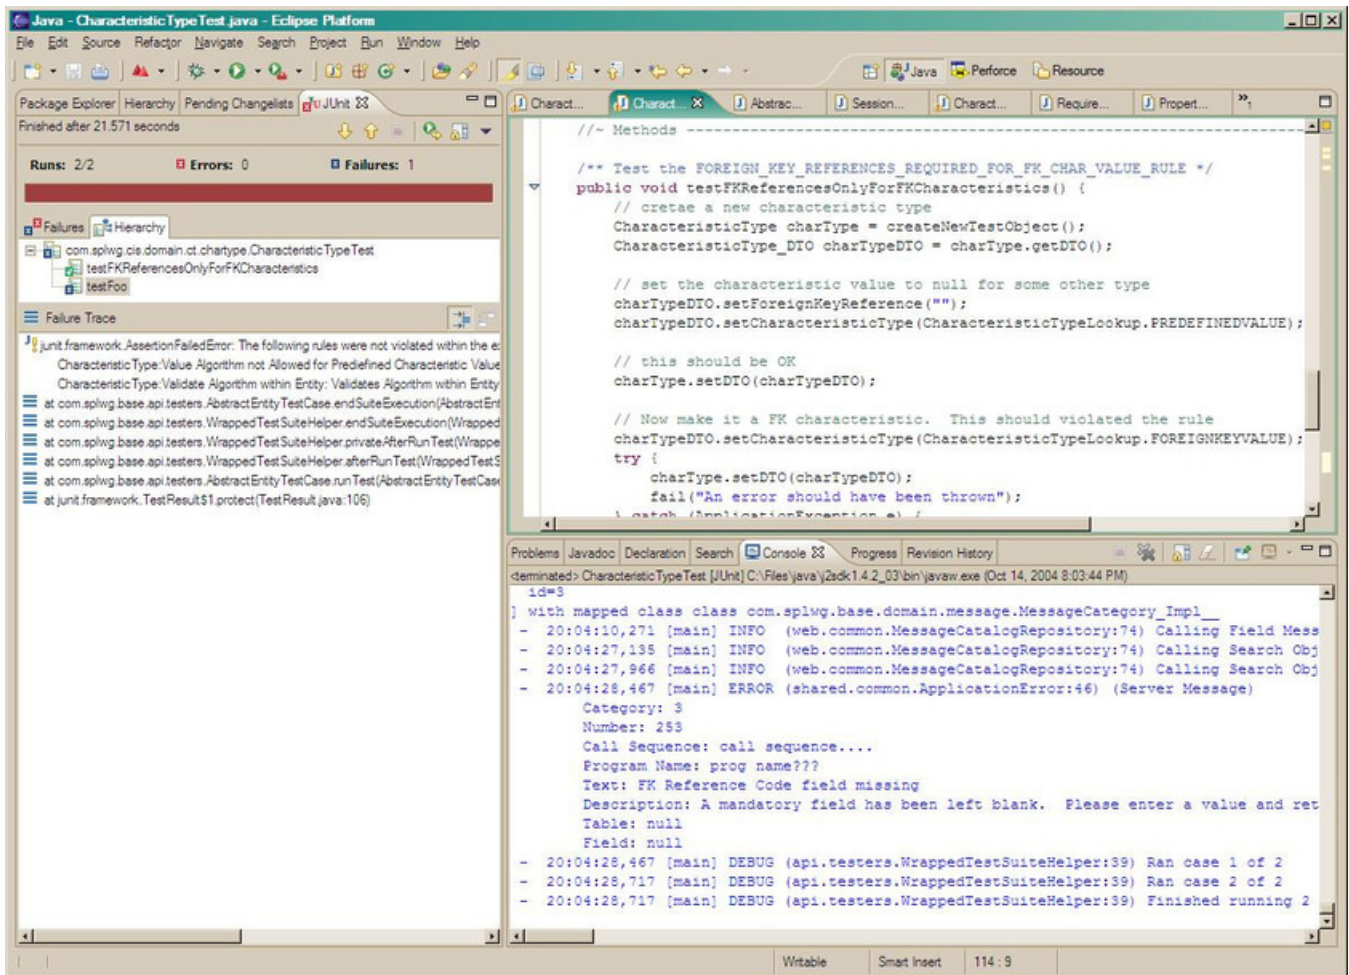 Java - CharacteristicTypeTest.java - Eclipse Platform
File Edit Source Refactor Navigate Search Project Run Window Help
Java Perforce Resource
Package Explorer Hierarchy Pending Changelists JUnit
Charact... Charact... Abstrac... Session... Charact... Require... Propert... »1
Finished after 21.571 seconds
Runs: 2/2 Errors: 0 Failures: 1
Failures Hierarchy
com.splwg.cis.domain.ct.chartype.CharacteristicTypeTest
testFKReferencesOnlyForFKCharacteristics
testFoo
Failure Trace
junit.framework.AssertionFailedError: The following rules were not violated within the e
CharacteristicType:Value Algorithm not Allowed for Predefined Characteristic Value
CharacteristicType:Validate Algorithm within Entity: Validates Algorithm within Entity
at com.splwg.base.api.testers.AbstractEntityTestCase.endSuiteExecution(AbstractEnt
at com.splwg.base.api.testers.WrappedTestSuiteHelper.endSuiteExecution(Wrapped
at com.splwg.base.api.testers.WrappedTestSuiteHelper.privateAfterRunTest(Wrappe
at com.splwg.base.api.testers.WrappedTestSuiteHelper.afterRunTest(WrappedTestS
at com.splwg.base.api.testers.AbstractEntityTestCase.runTest(AbstractEntityTestCase
at junit.framework.TestResult$1.protect(TestResult.java:106)
//~ Methods ----------------------------------------------------------------------
/** Test the FOREIGN_KEY_REFERENCES_REQUIRED_FOR_FK_CHAR_VALUE_RULE */
public void testFKReferencesOnlyForFKCharacteristics() {
// cretae a new characteristic type
CharacteristicType charType = createNewTestObject();
CharacteristicType_DTO charTypeDTO = charType.getDTO();
// set the characteristic value to null for some other type
charTypeDTO.setForeignKeyReference("");
charTypeDTO.setCharacteristicType(CharacteristicTypeLookup.PREDEFINEDVALUE);
// this should be OK
charType.setDTO(charTypeDTO);
// Now make it a FK characteristic.  This should violated the rule
charTypeDTO.setCharacteristicType(CharacteristicTypeLookup.FOREIGNKEYVALUE);
try {
charType.setDTO(charTypeDTO);
fail("An error should have been thrown");
} catch (ApplicationException e) {
Problems Javadoc Declaration Search Console Progress Revision History
<terminated> CharacteristicTypeTest [JUnit] C:\Files\java\j2sdk1.4.2_03\bin\javaw.exe (Oct 14, 2004 8:03:44 PM)
id=3
] with mapped class class com.splwg.base.domain.message.MessageCategory_Impl__
- 20:04:10,271 [main] INFO (web.common.MessageCatalogRepository:74) Calling Field Mess
- 20:04:27,135 [main] INFO (web.common.MessageCatalogRepository:74) Calling Search Obj
- 20:04:27,966 [main] INFO (web.common.MessageCatalogRepository:74) Calling Search Obj
- 20:04:28,467 [main] ERROR (shared.common.ApplicationError:46) (Server Message)
Category: 3
Number: 253
Call Sequence: call sequence....
Program Name: prog name???
Text: FK Reference Code field missing
Description: A mandatory field has been left blank.  Please enter a value and ret
Table: null
Field: null
- 20:04:28,467 [main] DEBUG (api.testers.WrappedTestSuiteHelper:39) Ran case 1 of 2
- 20:04:28,717 [main] DEBUG (api.testers.WrappedTestSuiteHelper:39) Ran case 2 of 2
- 20:04:28,717 [main] DEBUG (api.testers.WrappedTestSuiteHelper:39) Finished running 2
Writable Smart Insert 114 : 9